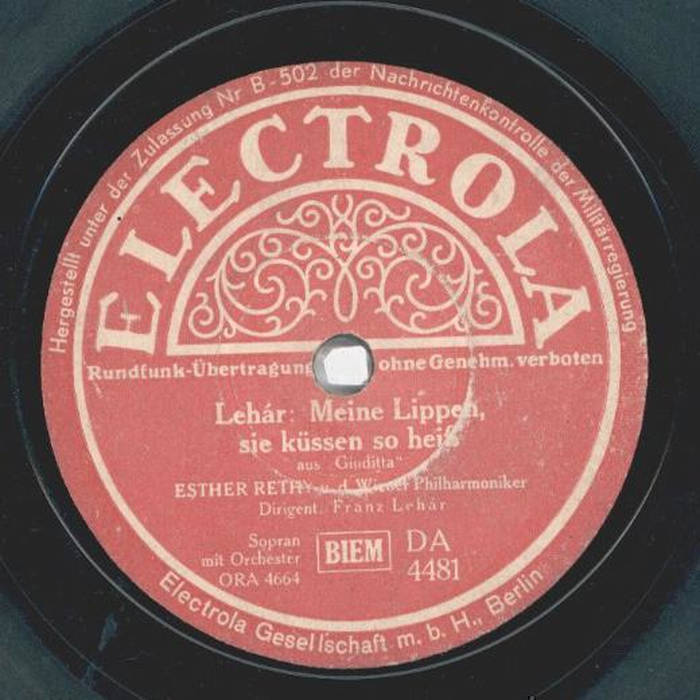 Hergestellt unter der Zulassung Nr B-502 der Nachrichtenkontrolle der Militärregierung
ELECTROLA
Rundfunk-Übertragung ohne Genehm. verboten
Lehár: Meine Lippen,
sie küssen so heiß
aus "Giuditta"
ESTHER RETHY u. d. Wiener Philharmoniker
Dirigent: Franz Lehár
Sopran
mit Orchester
ORA 4664
BIEM
DA
4481
Electrola Gesellschaft m. b. H., Berlin